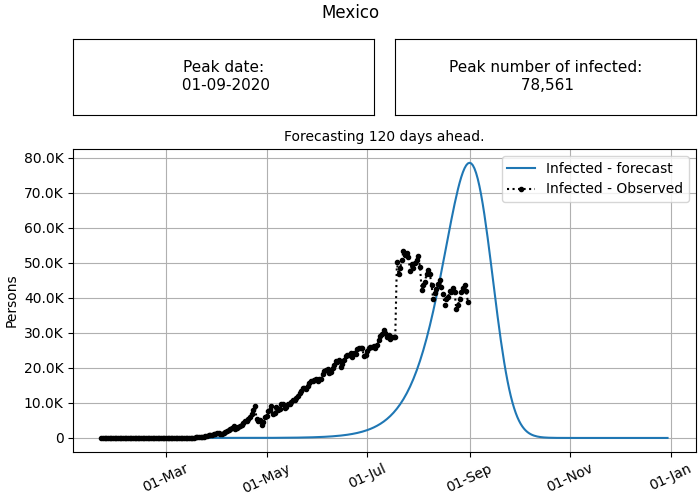 Mexico
Peak date:
01-09-2020
Peak number of infected:
78,561
Forecasting 120 days ahead.
Infected - forecast
Infected - Observed
Persons
80.0K
70.0K
60.0K
50.0K
40.0K
30.0K
20.0K
10.0K
0
01-Mar
01-May
01-Jul
01-Sep
01-Nov
01-Jan